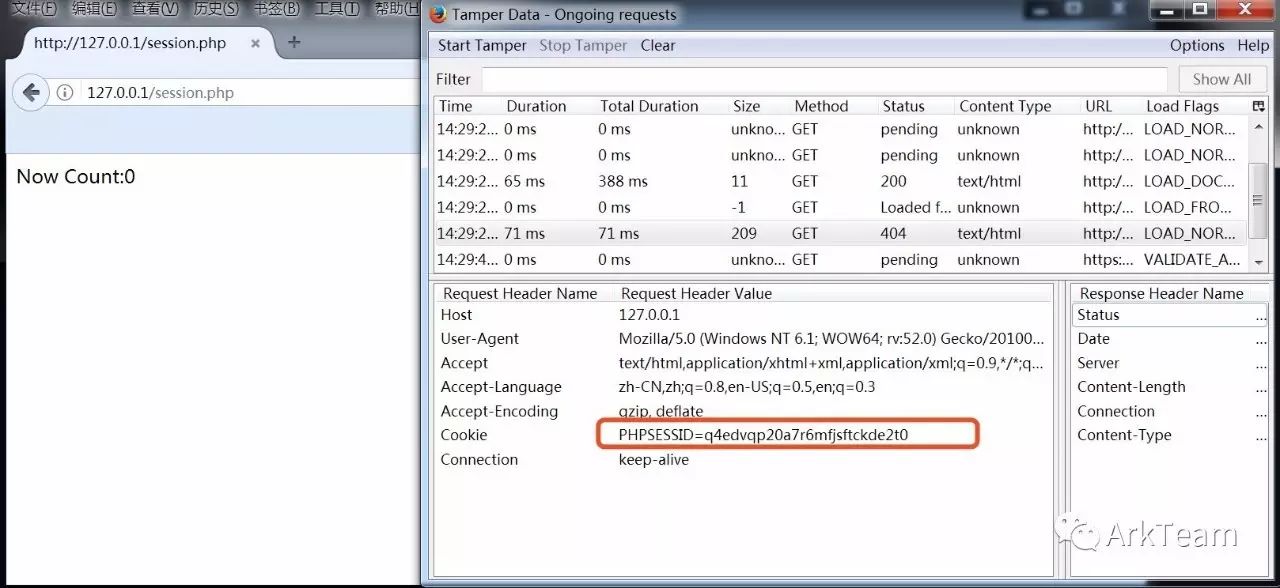 文件(F) 编辑(E) 查看(V) 历史(S) 书签(B) 工具(T) 帮助(H
http://127.0.0.1/session.php × +
127.0.0.1/session.php
Now Count:0
Tamper Data - Ongoing requests
Start Tamper Stop Tamper Clear Options Help
Filter Show All
Time Duration Total Duration Size Method Status Content Type URL Load Flags
14:29:2... 0 ms 0 ms unkno... GET pending unknown http:/... LOAD_NOR...
14:29:2... 0 ms 0 ms unkno... GET pending unknown http:/... LOAD_NOR...
14:29:2... 65 ms 388 ms 11 GET 200 text/html http:/... LOAD_DOC...
14:29:2... 0 ms 0 ms -1 GET Loaded f... unknown http:/... LOAD_FRO...
14:29:2... 71 ms 71 ms 209 GET 404 text/html http:/... LOAD_NOR...
14:29:4... 0 ms 0 ms unkno... GET pending unknown https:... VALIDATE_A...
Request Header Name Request Header Value
Host 127.0.0.1
User-Agent Mozilla/5.0 (Windows NT 6.1; WOW64; rv:52.0) Gecko/20100...
Accept text/html,application/xhtml+xml,application/xml;q=0.9,*/*;q...
Accept-Language zh-CN,zh;q=0.8,en-US;q=0.5,en;q=0.3
Accept-Encoding gzip, deflate
Cookie PHPSESSID=q4edvqp20a7r6mfjsftckde2t0
Connection keep-alive
Response Header Name
Status ...
Date ...
Server ...
Content-Length ...
Connection ...
Content-Type ...
ArkTeam